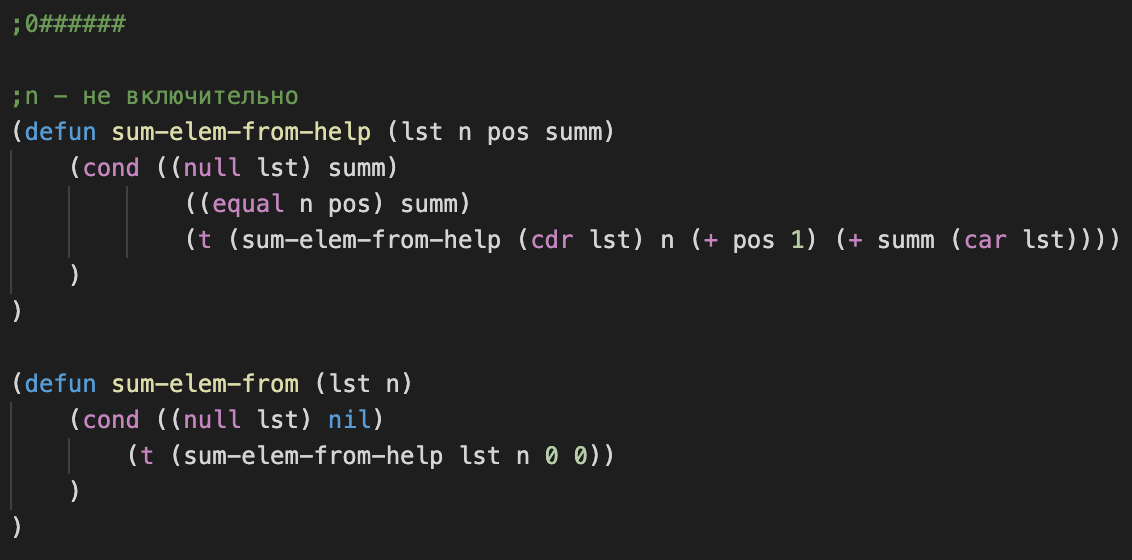 ;0######
;n - не включительно
(defun sum-elem-from-help (lst n pos summ)
    (cond ((null lst) summ)
            ((equal n pos) summ)
            (t (sum-elem-from-help (cdr lst) n (+ pos 1) (+ summ (car lst))))
    )
)
(defun sum-elem-from (lst n)
    (cond ((null lst) nil)
        (t (sum-elem-from-help lst n 0 0))
    )
)